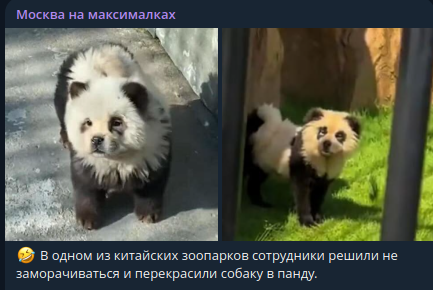 Москва на максималках
🤣 В одном из китайских зоопарков сотрудники решили не
заморачиваться и перекрасили собаку в панду.